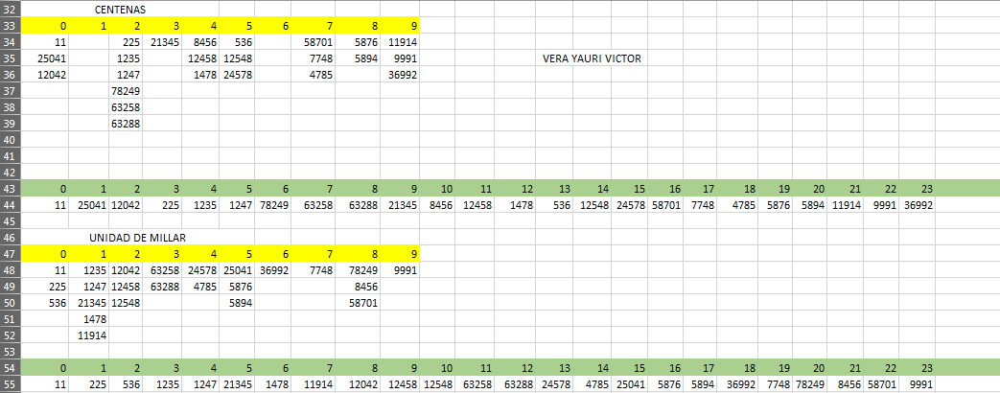 32 CENTENAS
33 0 1 2 3 4 5 6 7 8 9
34 11 225 21345 8456 536 58701 5876 11914
35 25041 1235 12458 12548 7748 5894 9991 VERA YAURI VICTOR
36 12042 1247 1478 24578 4785 36992
37 78249
38 63258
39 63288
40
41
42
43 0 1 2 3 4 5 6 7 8 9 10 11 12 13 14 15 16 17 18 19 20 21 22 23
44 11 25041 12042 225 1235 1247 78249 63258 63288 21345 8456 12458 1478 536 12548 24578 58701 7748 4785 5876 5894 11914 9991 36992
45
46 UNIDAD DE MILLAR
47 0 1 2 3 4 5 6 7 8 9
48 11 1235 12042 63258 24578 25041 36992 7748 78249 9991
49 225 1247 12458 63288 4785 5876 8456
50 536 21345 12548 5894 58701
51 1478
52 11914
53
54 0 1 2 3 4 5 6 7 8 9 10 11 12 13 14 15 16 17 18 19 20 21 22 23
55 11 225 536 1235 1247 21345 1478 11914 12042 12458 12548 63258 63288 24578 4785 25041 5876 5894 36992 7748 78249 8456 58701 9991